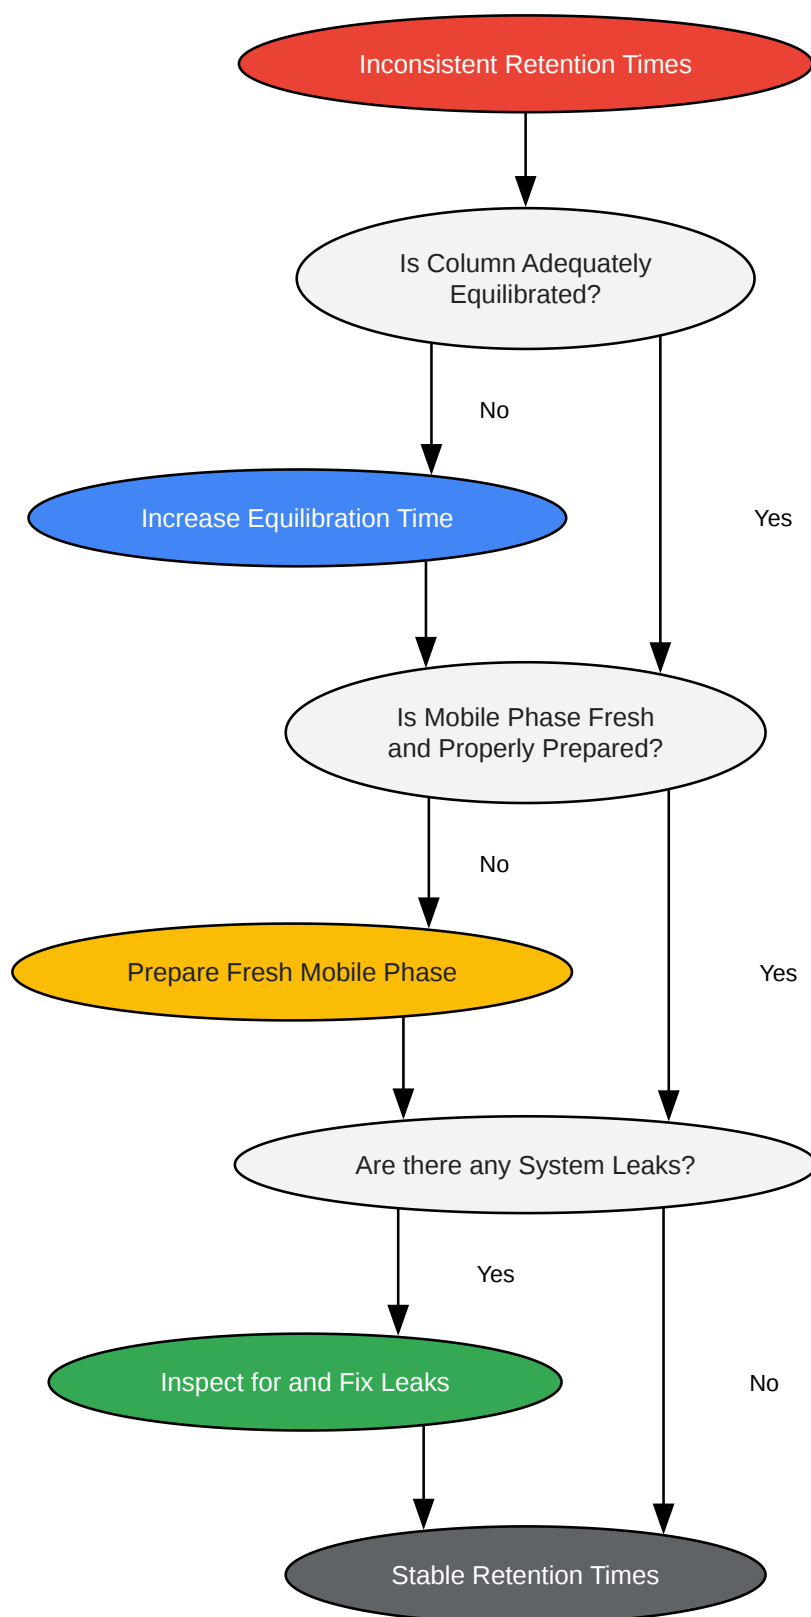 Inconsistent Retention Times
Is Column Adequately
Equilibrated?
No
Increase Equilibration Time
Yes
Is Mobile Phase Fresh
and Properly Prepared?
No
Prepare Fresh Mobile Phase
Yes
Are there any System Leaks?
Yes
Inspect for and Fix Leaks
No
Stable Retention Times